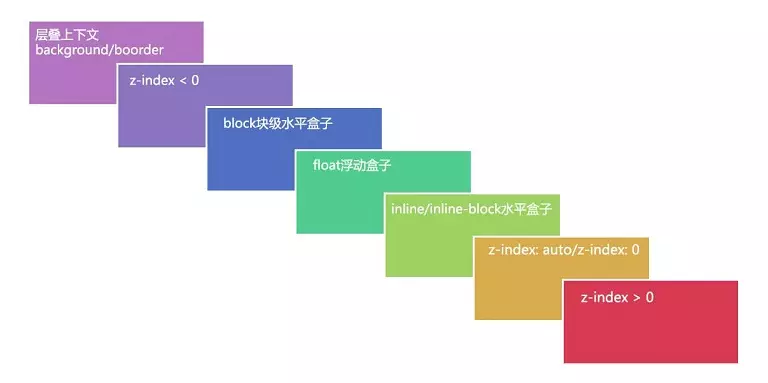 层叠上下文
background/boorder
z-index < 0
block块级水平盒子
float浮动盒子
inline/inline-block水平盒子
z-index: auto/z-index: 0
z-index > 0